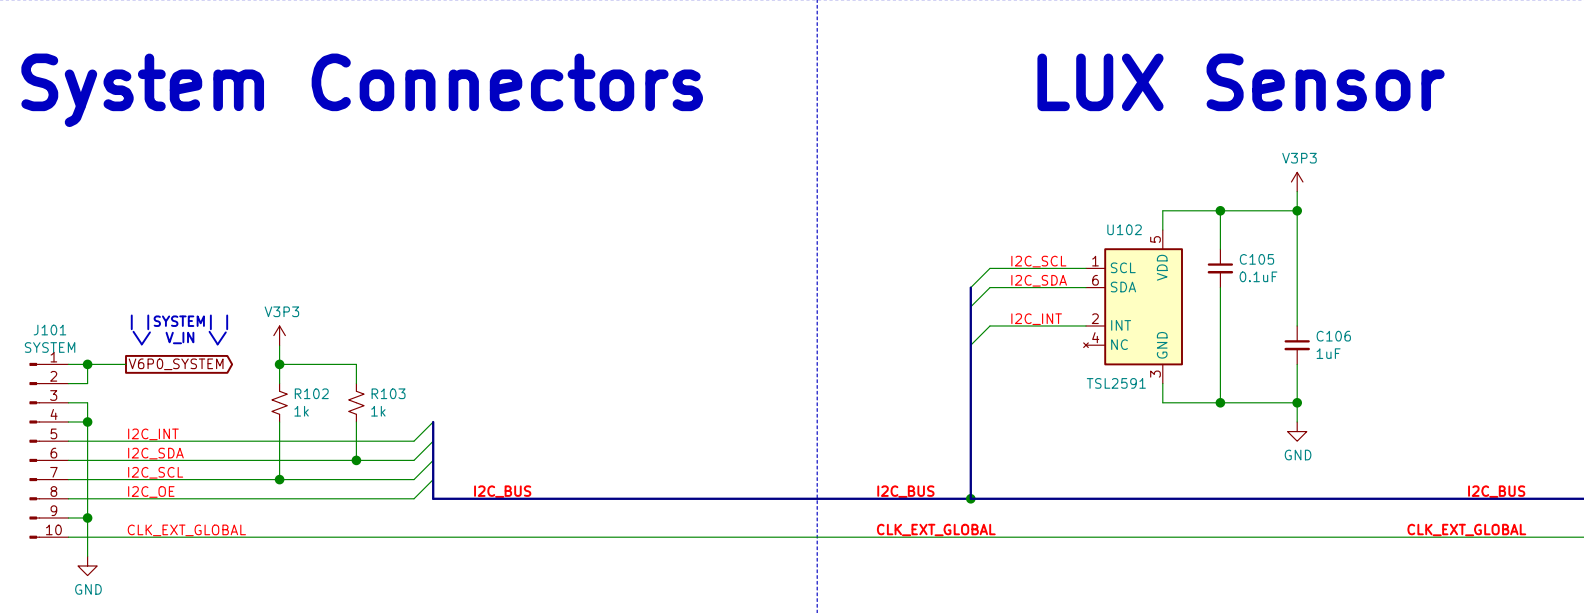 System Connectors
LUX Sensor
V3P3
U102
5
VDD
I2C_SCL 1 SCL
I2C_SDA 6 SDA
I2C_INT 2 INT
4 NC
GND
3
TSL2591
C105
0.1uF
C106
1uF
GND
V3P3
| |SYSTEM| |
V_IN
J101
SYSTEM
1 V6P0_SYSTEM
2
3
4
5 I2C_INT
6 I2C_SDA
7 I2C_SCL
8 I2C_OE
9
10 CLK_EXT_GLOBAL
R102
1k
R103
1k
I2C_BUS I2C_BUS I2C_BUS
CLK_EXT_GLOBAL CLK_EXT_GLOBAL
GND